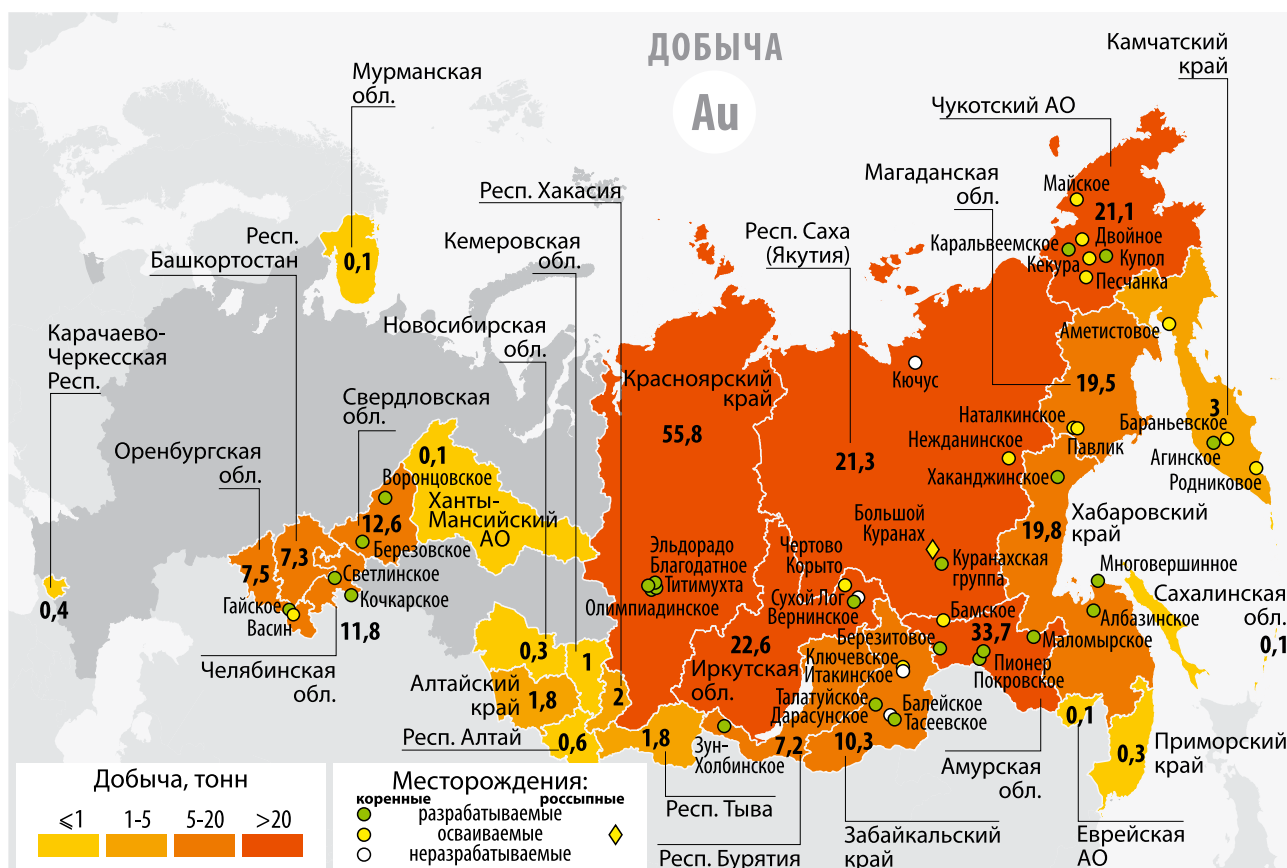 ДОБЫЧА
Au
Камчатский
край
Мурманская
обл.
Чукотский АО
Магаданская
обл.
Майское
21,1
Респ. Хакасия
Респ. Саха
(Якутия)
Каральвеемское
Двойное
Кекура
Купол
Песчанка
Респ.
Башкортостан
Кемеровская
обл.
0,1
Карачаево-
Черкесская
Респ.
Новосибирская
обл.
Аметистовое
Красноярский
край
Кючус
19,5
Свердловская
обл.
55,8
3
Бараньевское
Наталкинское
Павлик
Нежданинское
Агинское
Родниковое
Оренбургская
обл.
0,1
21,3
Хаканджинское
Воронцовское
Ханты-
Мансийский
АО
12,6
Березовское
Большой
Куранах
19,8
Хабаровский
край
7,3
7,5
Эльдорадо
Благодатное
Титимухта
Олимпиадинское
Чертово
Корыто
Куранахская
группа
Многовершинное
Светлинское
Кочкарское
Гайское
Васин
11,8
0,4
Сухой Лог
Вернинское
Бамское
Албазинское
Сахалинская
обл.
0,1
Челябинская
обл.
0,3
1
22,6
Иркутская
обл.
Березитовое
33,7
Маломырское
Ключевское
Итакинское
Пионер
Покровское
Алтайский
край
1,8
2
Талатуйское
Дарасунское
Балейское
Тасеевское
Респ. Алтай
0,6
1,8
Зун-
Холбинское
7,2
10,3
0,1
0,3
Приморский
край
Амурская
обл.
Респ. Тыва
Респ. Бурятия
Забайкальский
край
Еврейская
АО
Добыча, тонн
⩽1
1-5
5-20
>20
Месторождения:
коренные
россыпные
разрабатываемые
осваиваемые
неразрабатываемые